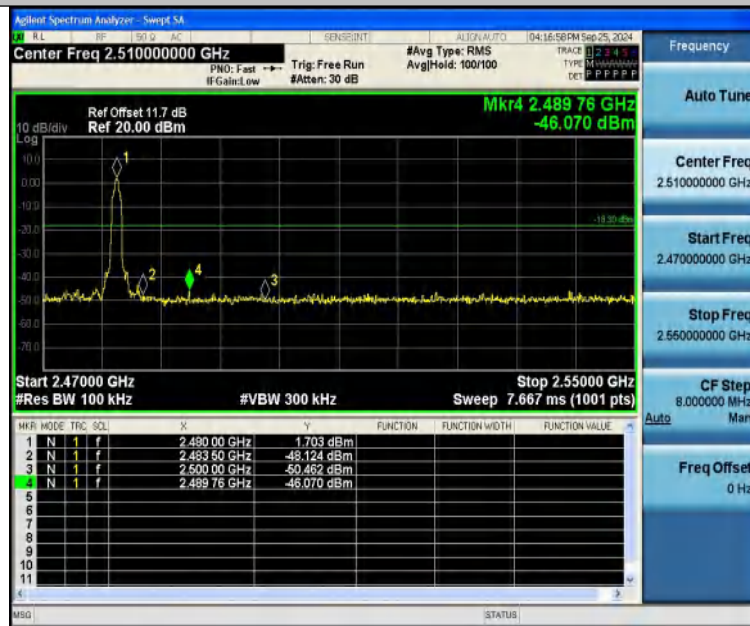 Agilent Spectrum Analyzer - Swept SA
RL RF 50 Ω AC SENSE:INT ALIGN AUTO 04:16:58 PM Sep 25, 2024
Center Freq 2.510000000 GHz
PNO: Fast
IFGain:Low
Trig: Free Run
#Atten: 30 dB
#Avg Type: RMS
Avg|Hold: 100/100
TRACE 1 2 3 4 5 6
TYPE
DET P P P P P P
Frequency
Auto Tune
Center Freq
2.510000000 GHz
Start Freq
2.470000000 GHz
Stop Freq
2.550000000 GHz
CF Step
8.000000 MHz
Auto Man
Freq Offset
0 Hz
Mkr4 2.489 76 GHz
-46.070 dBm
Ref Offset 11.7 dB
10 dB/div Ref 20.00 dBm
Log
10.0
0.00
-10.0
-20.0
-30.0
-40.0
-50.0
-60.0
-70.0
-18.30 dBm
1
2
4
3
Start 2.47000 GHz Stop 2.55000 GHz
#Res BW 100 kHz #VBW 300 kHz Sweep 7.667 ms (1001 pts)
MKR MODE TRC SCL X Y FUNCTION FUNCTION WIDTH FUNCTION VALUE
1 N 1 f 2.480 00 GHz 1.703 dBm
2 N 1 f 2.483 50 GHz -48.124 dBm
3 N 1 f 2.500 00 GHz -50.462 dBm
4 N 1 f 2.489 76 GHz -46.070 dBm
5
6
7
8
9
10
11
MSG STATUS